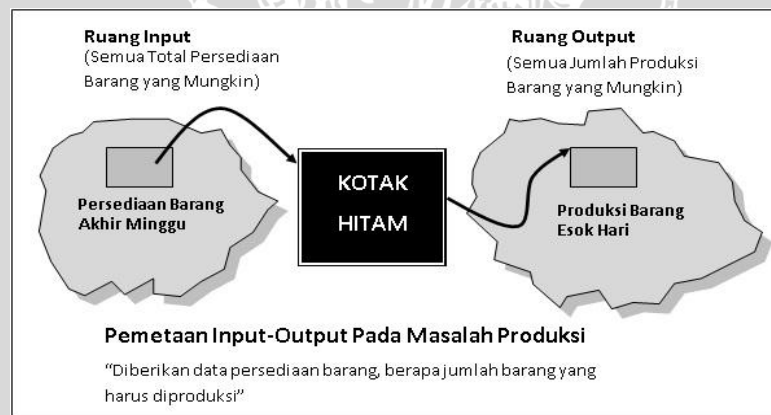 Ruang Input
(Semua Total Persediaan
Barang yang Mungkin)
Ruang Output
(Semua Jumlah Produksi
Barang yang Mungkin)
KOTAK
HITAM
Persediaan Barang
Akhir Minggu
Produksi Barang
Esok Hari
Pemetaan Input-Output Pada Masalah Produksi
“Diberikan data persediaan barang, berapa jumlah barang yang
harus diproduksi”